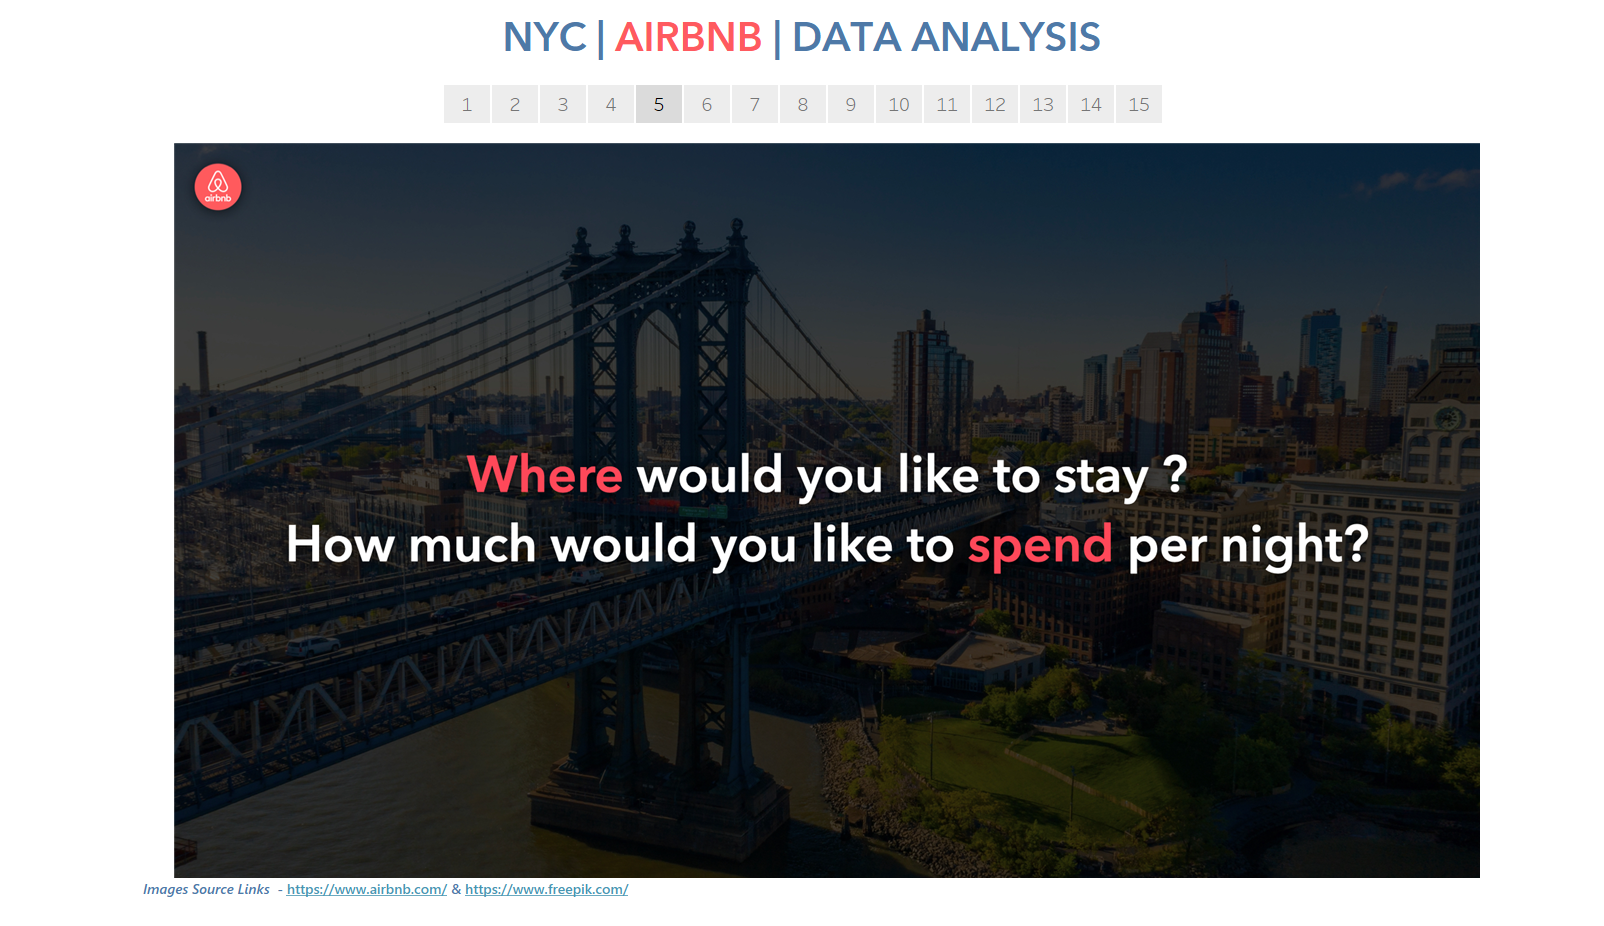 NYC | AIRBNB | DATA ANALYSIS
1 2 3 4 5 6 7 8 9 10 11 12 13 14 15
airbnb
Where would you like to stay ?
How much would you like to spend per night?
Images Source Links - https://www.airbnb.com/ & https://www.freepik.com/